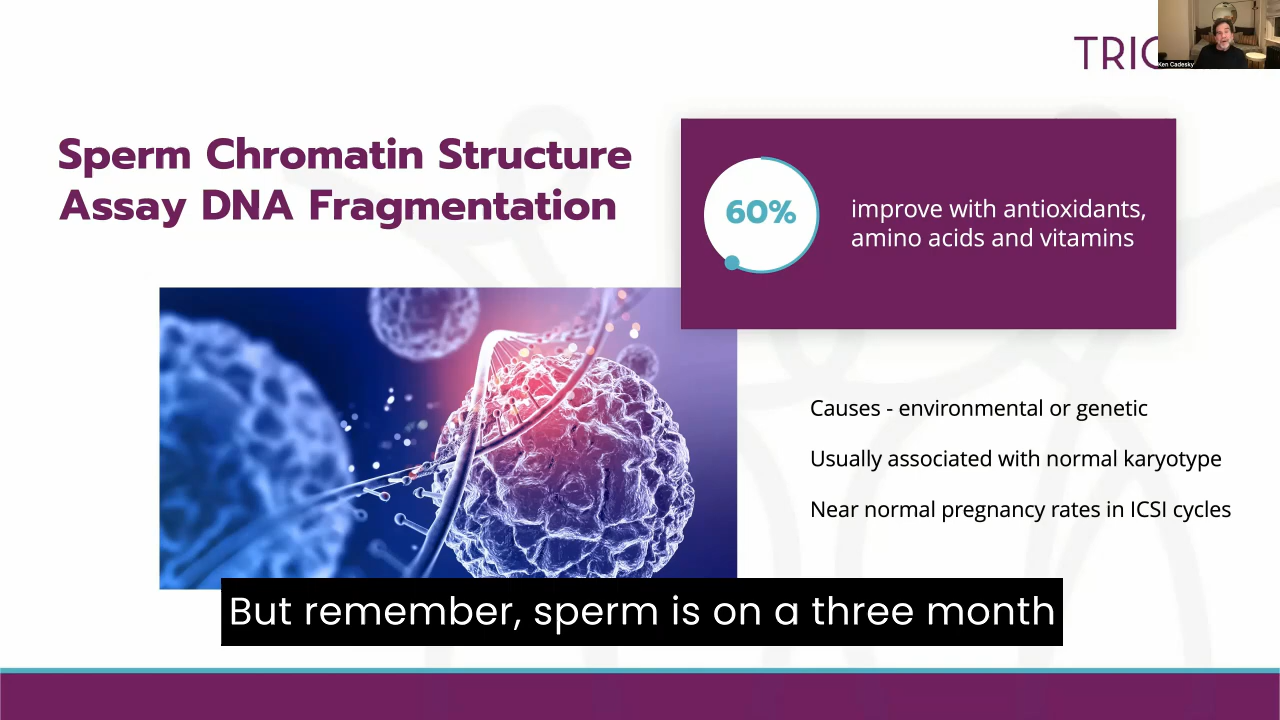 TRIO
Ken Cadesky
Sperm Chromatin Structure
Assay DNA Fragmentation
60%
improve with antioxidants,
amino acids and vitamins
Causes - environmental or genetic
Usually associated with normal karyotype
Near normal pregnancy rates in ICSI cycles
But remember, sperm is on a three month